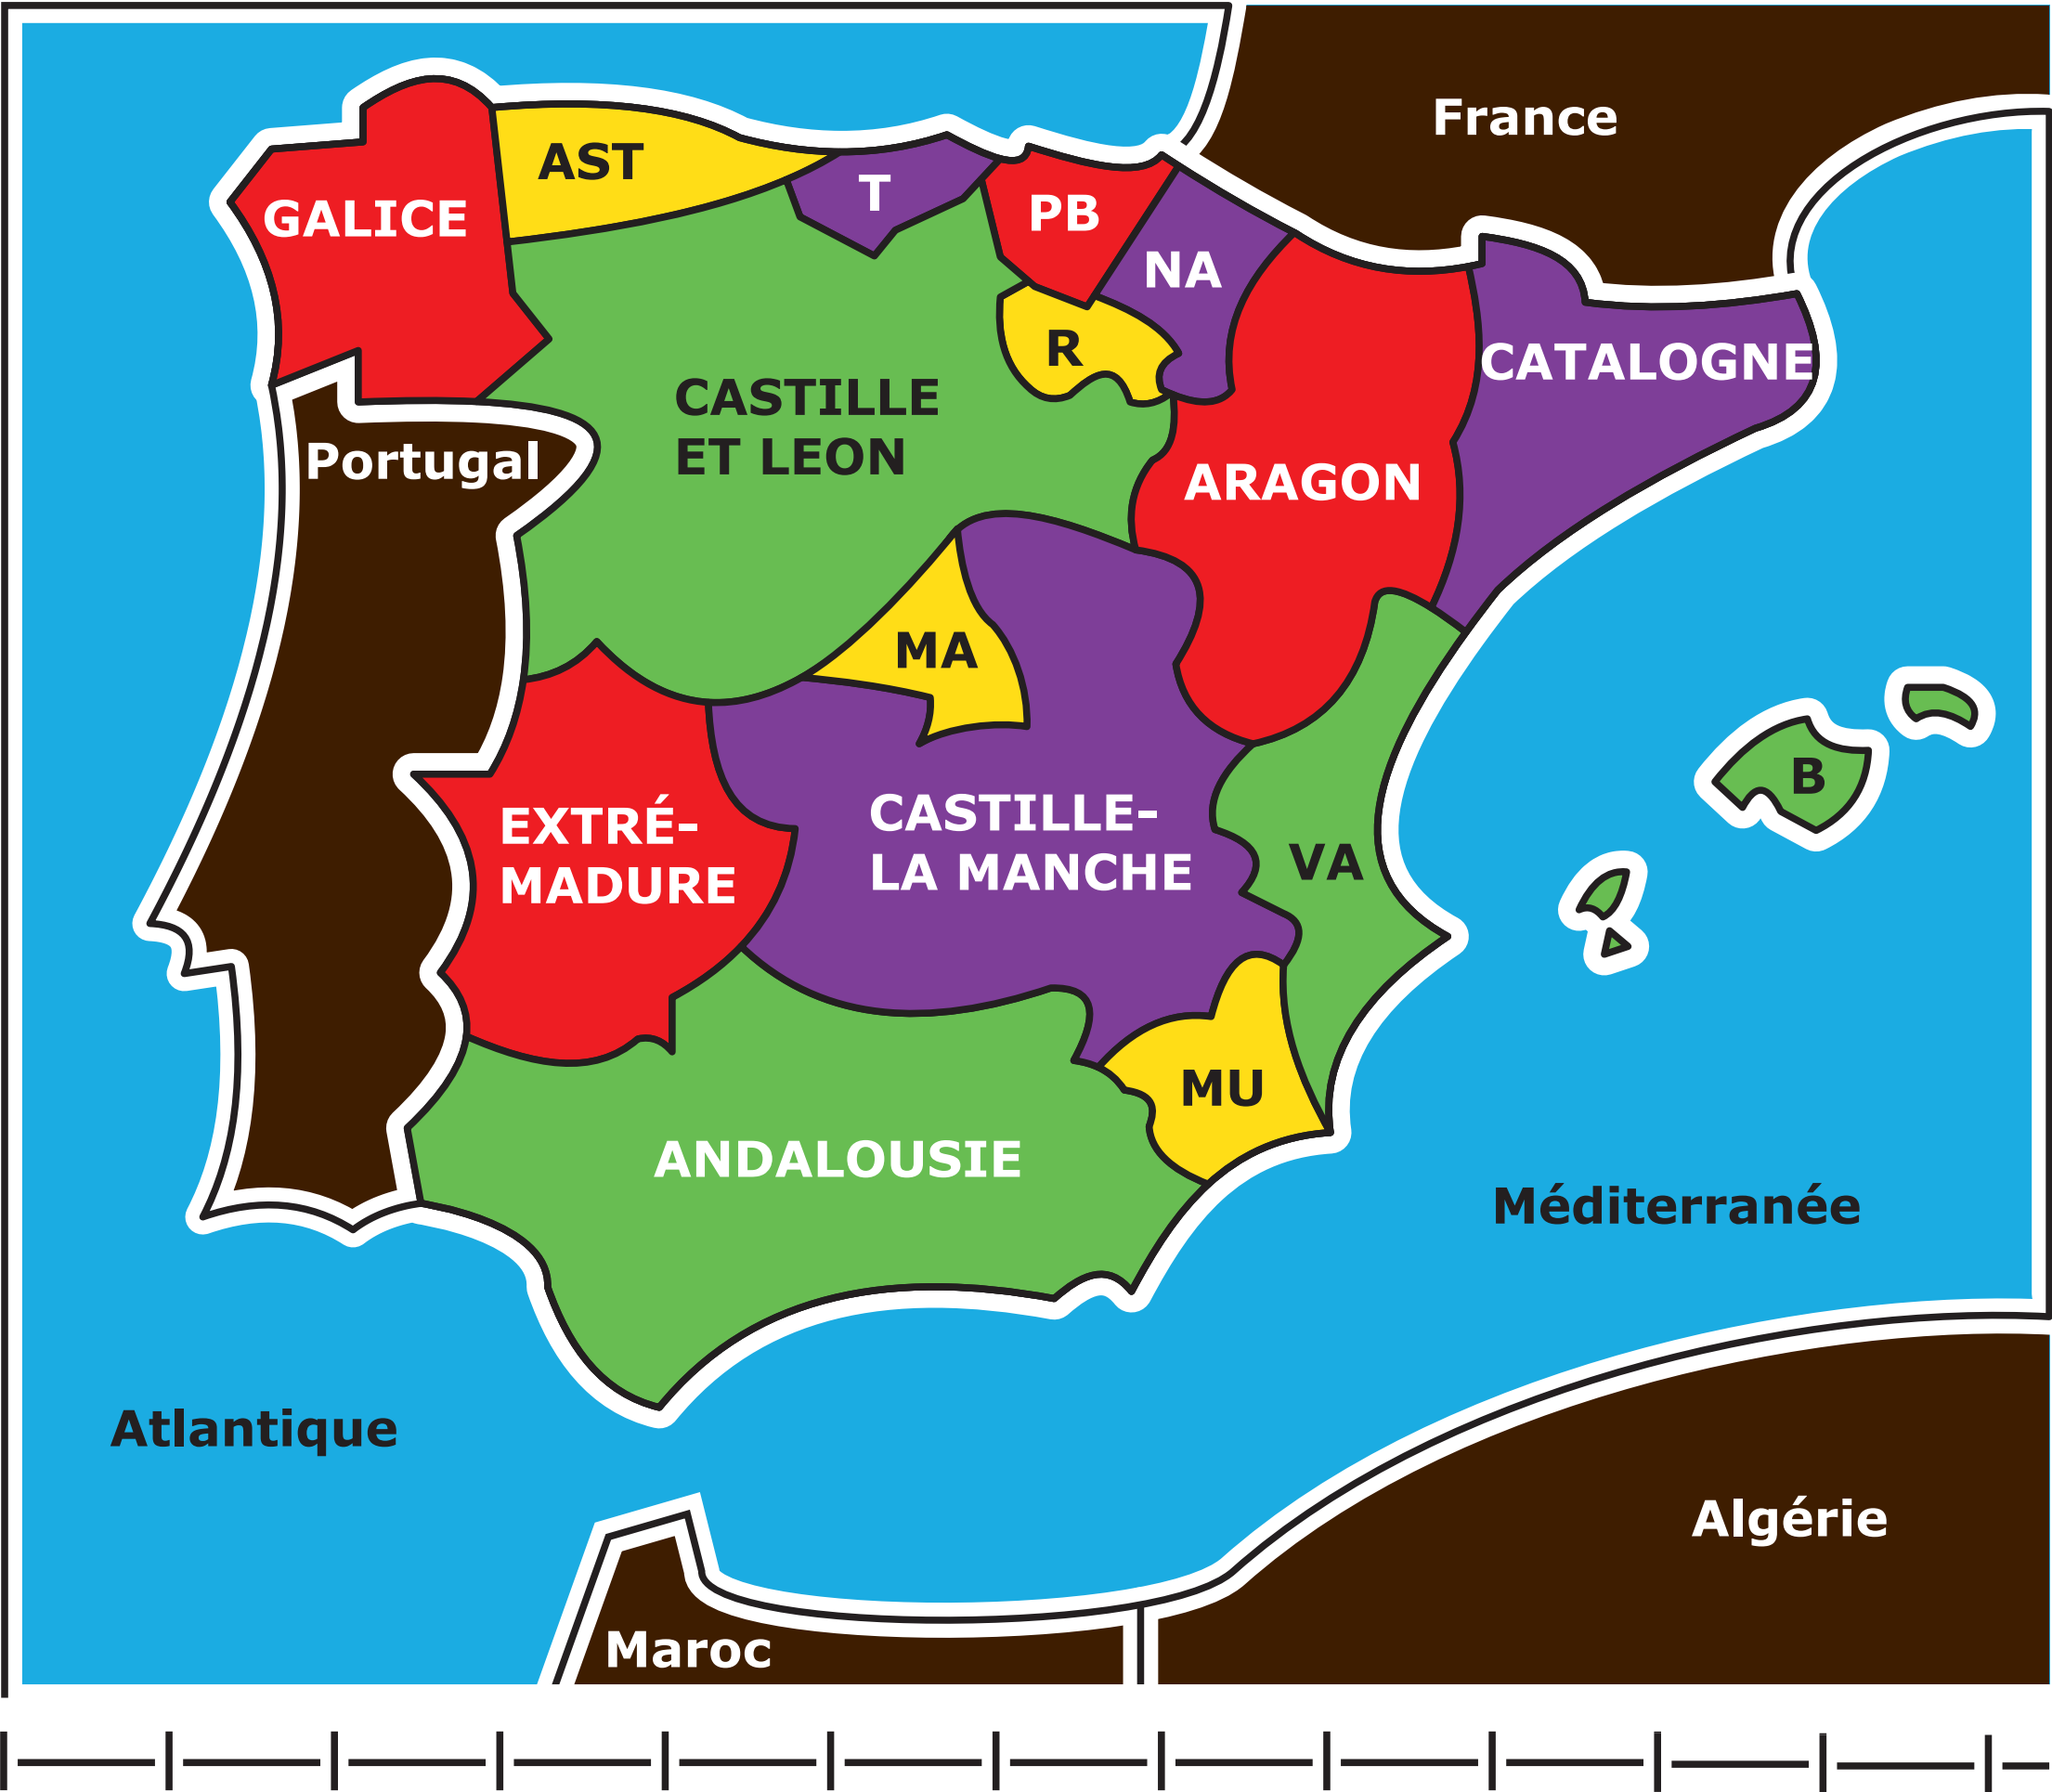 France
AST
T
GALICE
PB
NA
R
CATALOGNE
CASTILLE
ET LEON
Portugal
ARAGON
MA
B
EXTRÉ-
MADURE
CASTILLE-
LA MANCHE
VA
MU
ANDALOUSIE
Méditerranée
Atlantique
Algérie
Maroc